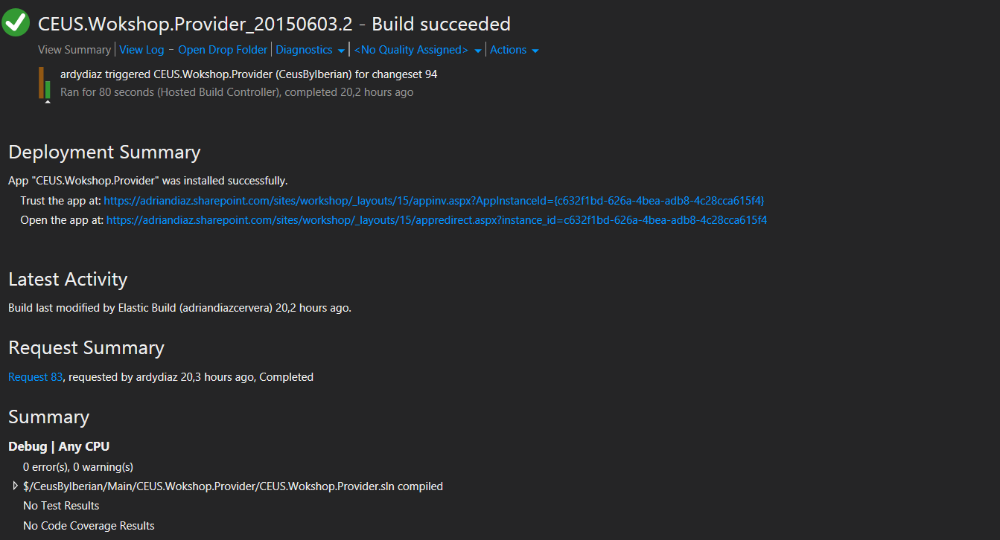 CEUS.Wokshop.Provider_20150603.2 - Build succeeded
View Summary | View Log - Open Drop Folder | Diagnostics | <No Quality Assigned> | Actions
ardydiaz triggered CEUS.Wokshop.Provider (CeusByIberian) for changeset 94
Ran for 80 seconds (Hosted Build Controller), completed 20,2 hours ago
Deployment Summary
App "CEUS.Wokshop.Provider" was installed successfully.
Trust the app at: https://adriandiaz.sharepoint.com/sites/workshop/_layouts/15/appinv.aspx?AppInstanceId={c632f1bd-626a-4bea-adb8-4c28cca615f4}
Open the app at: https://adriandiaz.sharepoint.com/sites/workshop/_layouts/15/appredirect.aspx?instance_id=c632f1bd-626a-4bea-adb8-4c28cca615f4
Latest Activity
Build last modified by Elastic Build (adriandiazcervera) 20,2 hours ago.
Request Summary
Request 83, requested by ardydiaz 20,3 hours ago, Completed
Summary
Debug | Any CPU
0 error(s), 0 warning(s)
$/CeusByIberian/Main/CEUS.Wokshop.Provider/CEUS.Wokshop.Provider.sln compiled
No Test Results
No Code Coverage Results